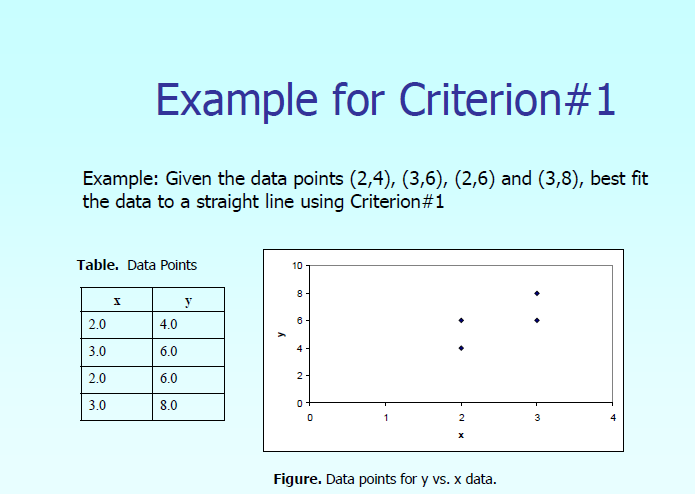 Example for Criterion#1
Example: Given the data points (2,4), (3,6), (2,6) and (3,8), best fit
the data to a straight line using Criterion#1
Table. Data Points
x y
2.0 4.0
3.0 6.0
2.0 6.0
3.0 8.0
10
8
6
4
2
0
y
0 1 2 3 4
x
Figure. Data points for y vs. x data.